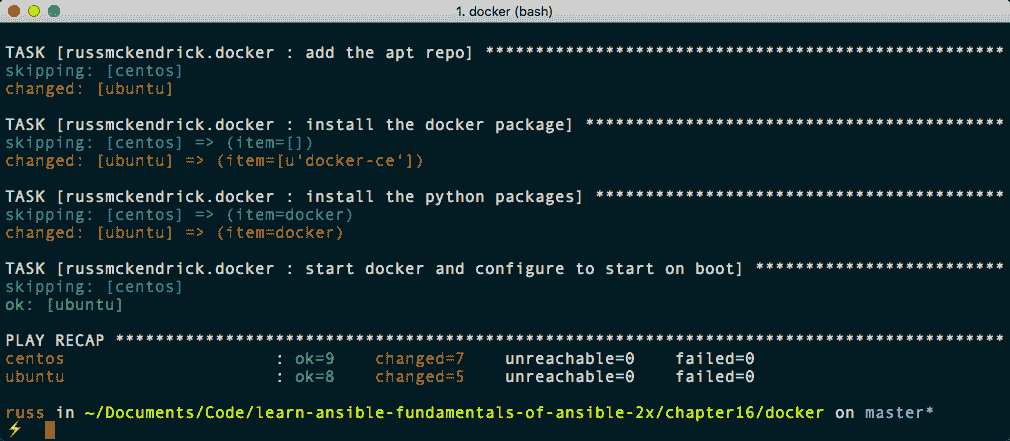 1. docker (bash)
TASK [russmckendrick.docker : add the apt repo] ****************************************************
skipping: [centos]
changed: [ubuntu]
TASK [russmckendrick.docker : install the docker package] ******************************************
skipping: [centos] => (item=[])
changed: [ubuntu] => (item=[u'docker-ce'])
TASK [russmckendrick.docker : install the python packages] *****************************************
skipping: [centos] => (item=docker)
changed: [ubuntu] => (item=docker)
TASK [russmckendrick.docker : start docker and configure to start on boot] *************************
skipping: [centos]
ok: [ubuntu]
PLAY RECAP *****************************************************************************************
centos : ok=9 changed=7 unreachable=0 failed=0
ubuntu : ok=8 changed=5 unreachable=0 failed=0
russ in ~/Documents/Code/learn-ansible-fundamentals-of-ansible-2x/chapter16/docker on master*
⚡